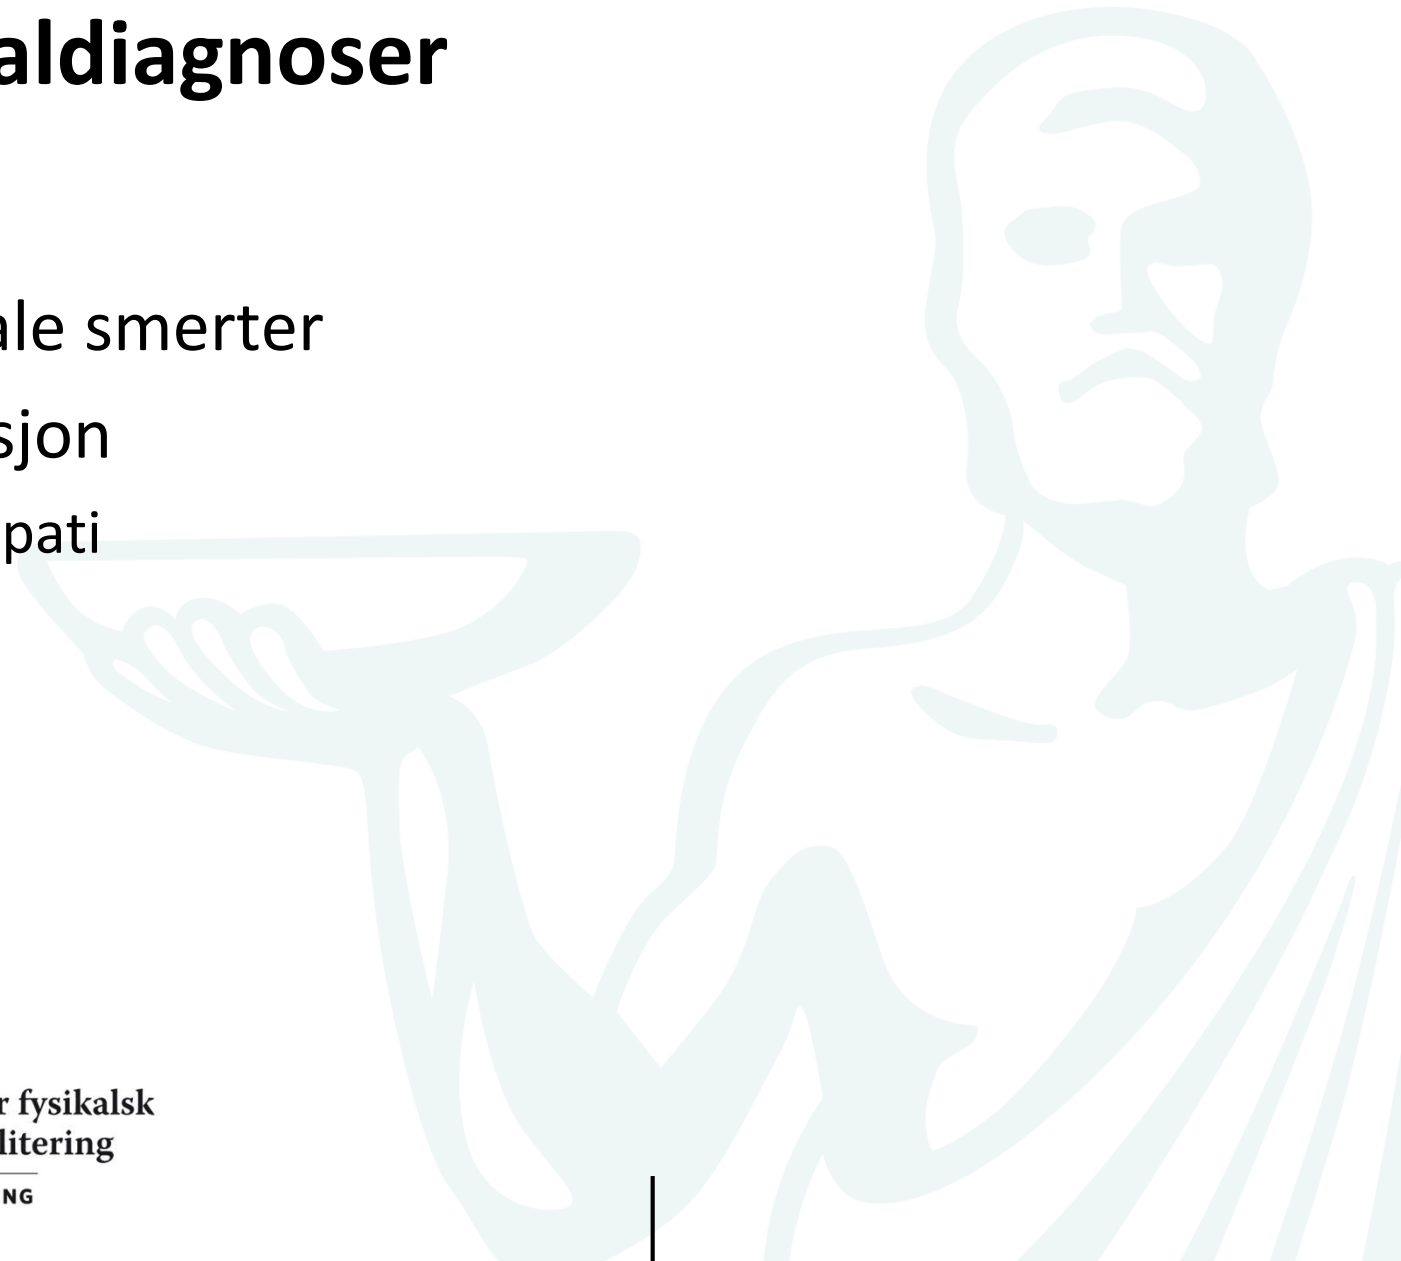 aldiagnoser
ale smerter
sjon
pati
r fysikalsk
litering
NG